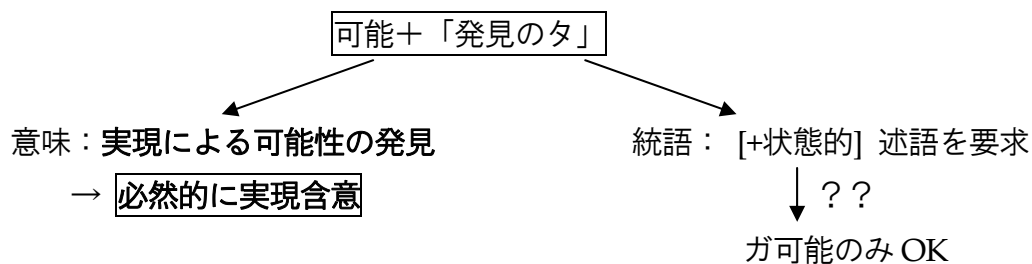 可能＋「発見のタ」
意味：実現による可能性の発見
→ 必然的に実現含意
統語： [+状態的] 述語を要求
？？
ガ可能のみ OK